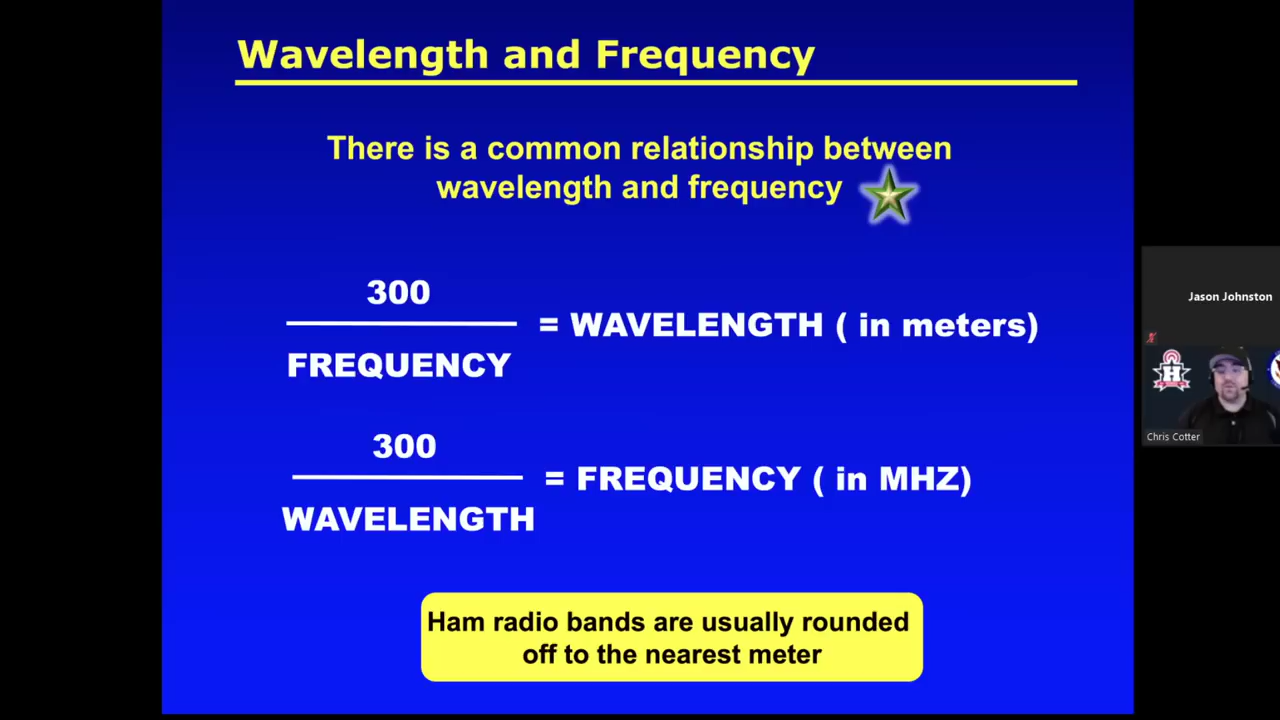 Wavelength and Frequency
There is a common relationship between
wavelength and frequency
300
FREQUENCY
= WAVELENGTH ( in meters)
300
WAVELENGTH
= FREQUENCY ( in MHZ)
Ham radio bands are usually rounded
off to the nearest meter
Jason Johnston
H
Chris Cotter